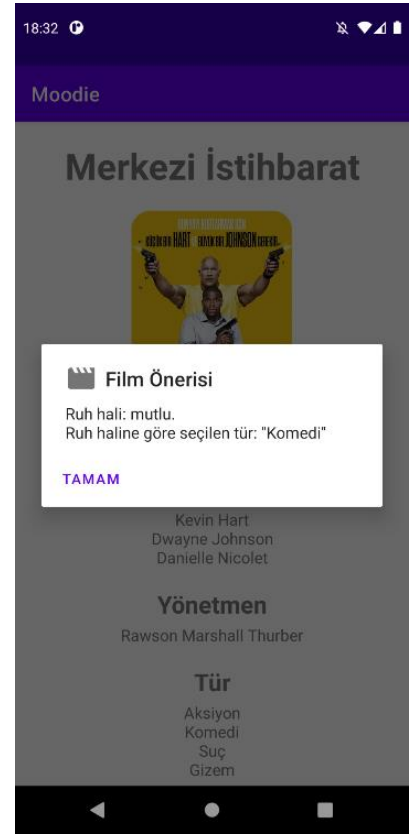 18:32
Moodie
Merkezi İstihbarat
HART
JOHNSON
Film Önerisi
Ruh hali: mutlu.
Ruh haline göre seçilen tür: "Komedi"
TAMAM
Kevin Hart
Dwayne Johnson
Danielle Nicolet
Yönetmen
Rawson Marshall Thurber
Tür
Aksiyon
Komedi
Suç
Gizem